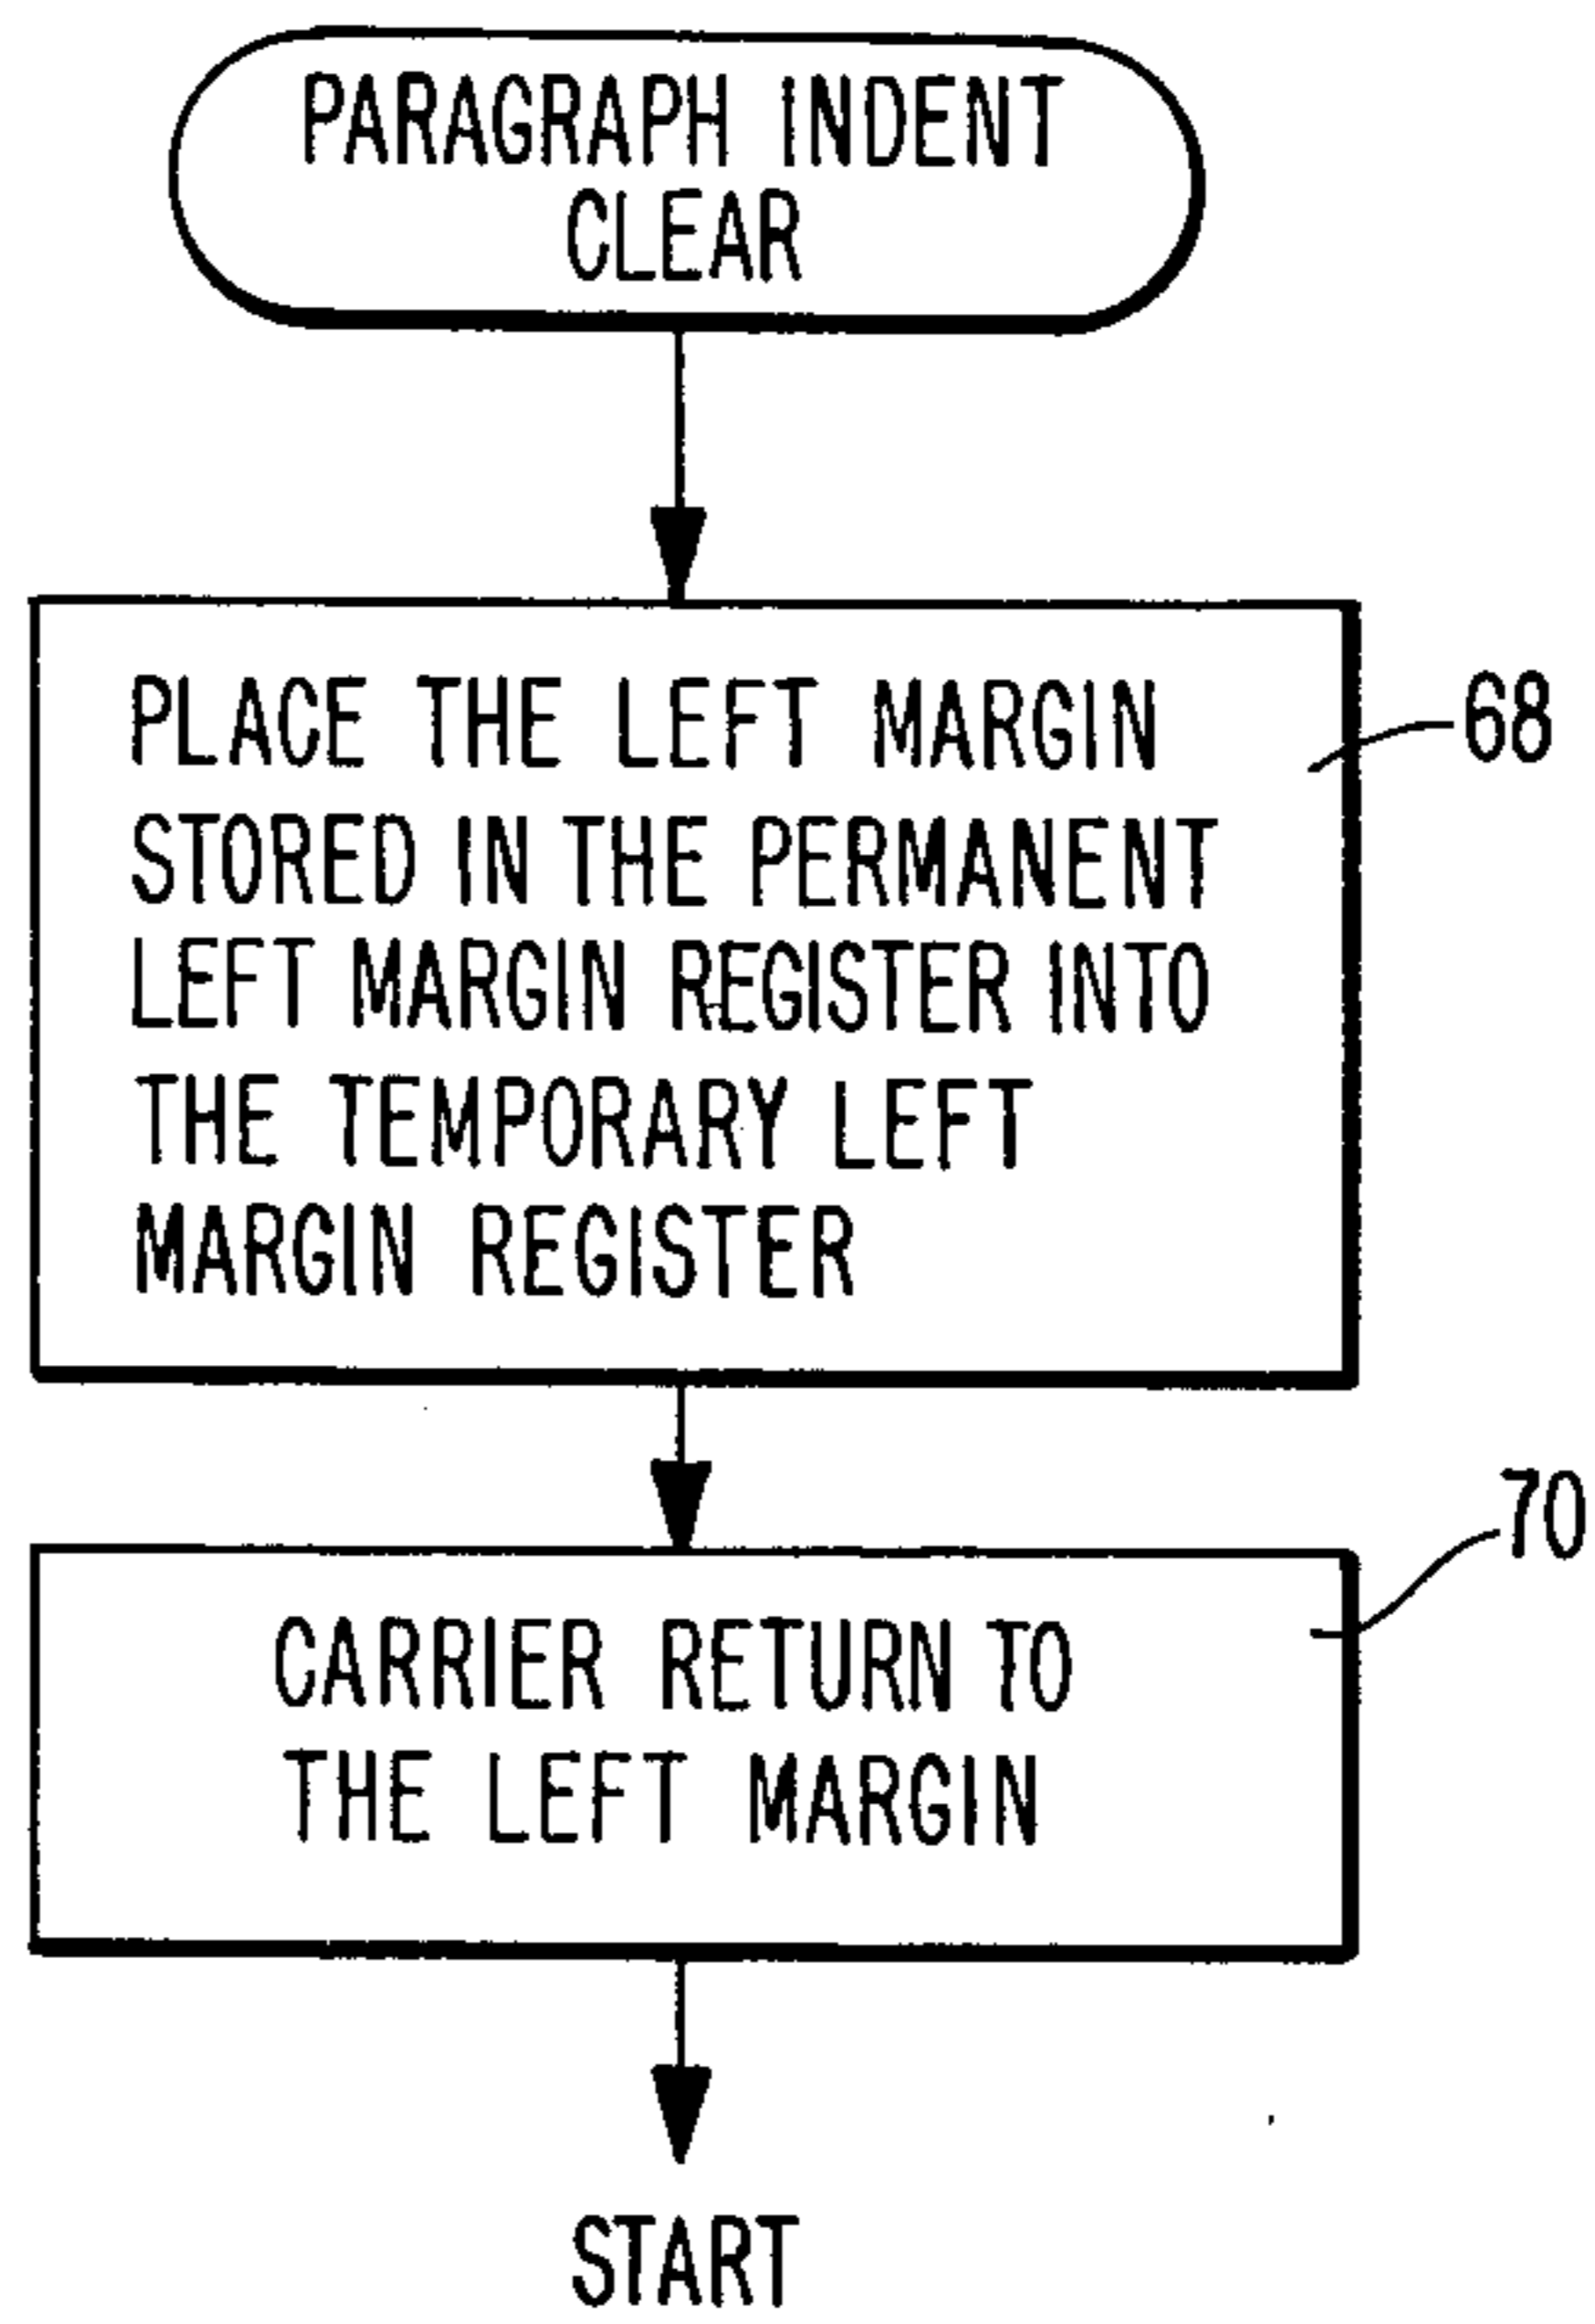 PARAGRAPH INDENT
CLEAR
PLACE THE LEFT MARGIN
STORED IN THE PERMANENT
LEFT MARGIN REGISTER INTO
THE TEMPORARY LEFT
MARGIN REGISTER
68
CARRIER RETURN TO
THE LEFT MARGIN
70
START